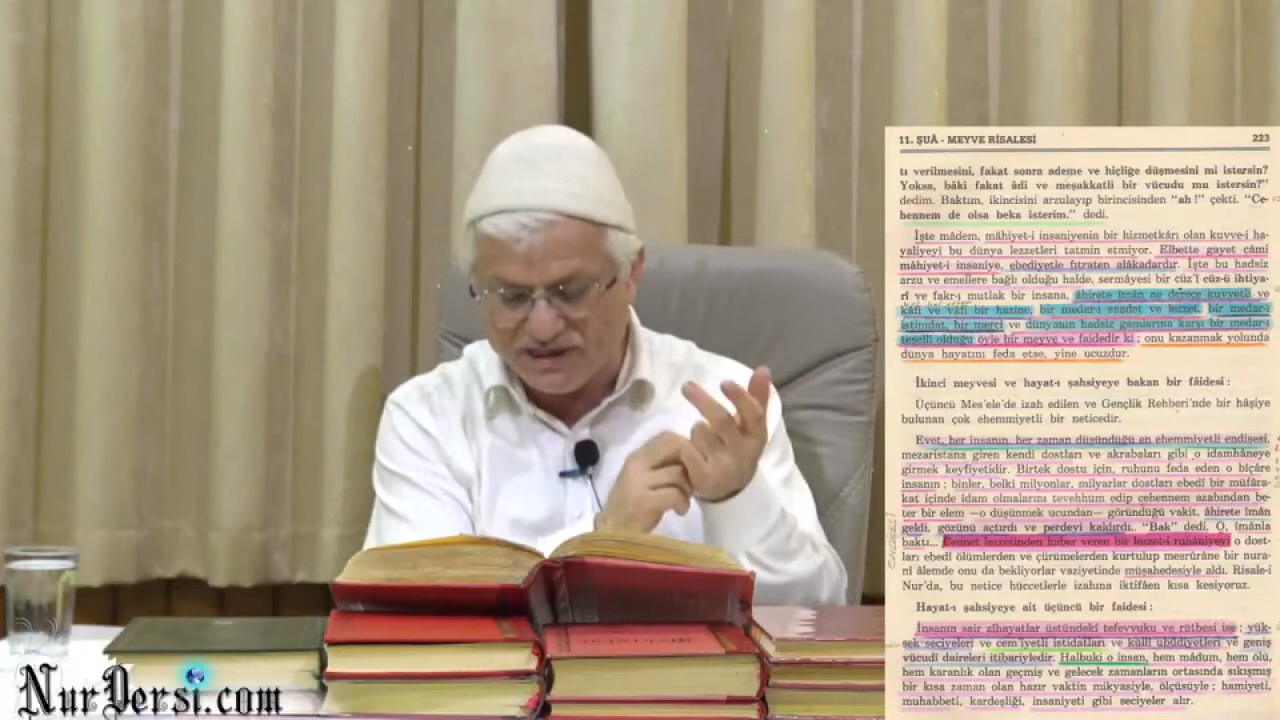 11. ŞUÂ - MEYVE RİSALESİ 223
tı verilmesini, fakat sonra ademe ve hiçliğe düşmesini mi istersin?
Yoksa, bâki fakat âdi ve meşakkatli bir vücudu mu istersin?"
dedim. Baktım, ikincisini arzulayıp birincisinden "ah !" çekti. "Ce-
hennem de olsa beka isterim." dedi.
İşte mâdem, mâhiyet-i insaniyenin bir hizmetkârı olan kuvve-i ha-
yaliyeyi bu dünya lezzetleri tatmin etmiyor. Elbette gayet câmi
mâhiyet-i insaniye, ebediyetle fıtraten alâkadardır. İşte bu hadsiz
arzu ve emellere bağlı olduğu halde, sermâyesi bir cüz'î cüz-ü ihtiya-
rî ve fakr-ı mutlak bir insana, âhirete îmân ne derece kuvvetli ve
kâfi ve vâfi bir hazine, bir medar-ı saadet ve lezzet, bir medar-ı
istimdat, bir merci ve dünyanın hadsiz gamlarına karşı bir medar-ı
teselli olduğu öyle bir meyve ve faidedir ki ; onu kazanmak yolunda
dünya hayatını feda etse, yine ucuzdur.
İkinci meyvesi ve hayat-ı şahsiyeye bakan bir fâidesi :
Üçüncü Mes'ele'de izah edilen ve Gençlik Rehberi'nde bir hâşiye
bulunan çok ehemmiyetli bir neticedir.
Evet, her insanın, her zaman düşündüğü en ehemmiyetli endişesi,
mezaristana giren kendi dostları ve akrabaları gibi o idamhâneye
girmek keyfiyetidir. Birtek dostu için, ruhunu feda eden o bîçâre
insanın ; binler, belki milyonlar, milyarlar dostları ebedî bir müfâra-
kat içinde idam olmalarını tevehhüm edip cehennem azabından be-
ter bir elem —o düşünmek ucundan— göründüğü vakit, âhirete îmân
geldi, gözünü açtırdı ve perdeyi kaldırdı. "Bak" dedi. O, îmânla
baktı... Cennet lezzetinden haber veren bir lezzet-i ruhâniyeyi o dost-
ları ebedî ölümlerden ve çürümelerden kurtulup mesrûrâne bir nura-
nî âlemde onu da bekliyorlar vaziyetinde müşahedesiyle aldı. Risale-i
Nur'da, bu netice hüccetlerle izahına iktifâen kısa kesiyoruz.
Hayat-ı şahsiyeye ait üçüncü bir faidesi :
İnsanın sair zîhayatlar üstündeki tefevvuku ve rütbesi ise ; yük-
sek seciyeleri ve cem'iyetli istidatları ve küllî ubûdiyetleri ve geniş
vücudî daireleri itibariyledir. Halbuki o insan, hem mâdum, hem ölü,
hem karanlık olan geçmiş ve gelecek zamanların ortasında sıkışmış
bir kısa zaman olan hazır vaktin mikyasiyle, ölçüsüyle ; hamiyeti,
muhabbeti, kardeşliği, insaniyeti gibi seciyeler alır.
NurDersi.com